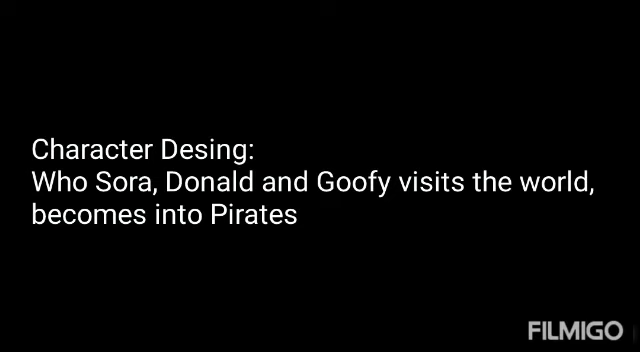 Character Desing:
Who Sora, Donald and Goofy visits the world,
becomes into Pirates
FILMIGO